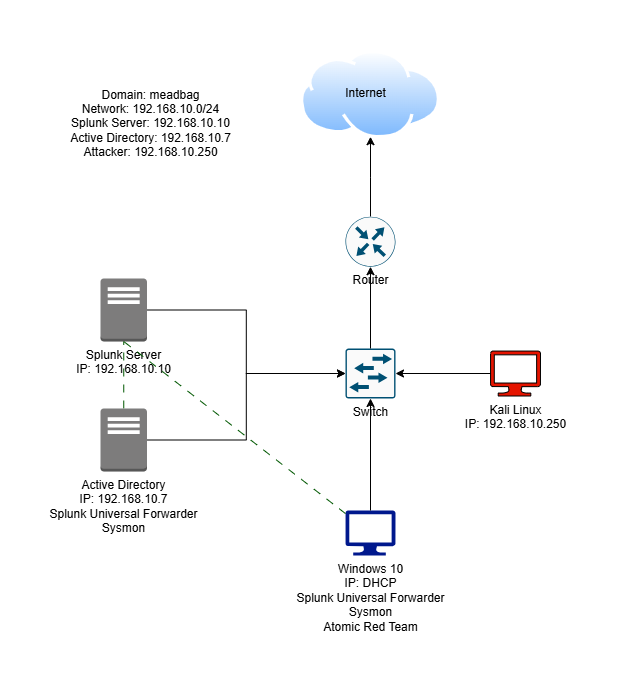 Internet
Domain: meadbag
Network: 192.168.10.0/24
Splunk Server: 192.168.10.10
Active Directory: 192.168.10.7
Attacker: 192.168.10.250
Router
Splunk Server
IP: 192.168.10.10
Switch
Kali Linux
IP: 192.168.10.250
Active Directory
IP: 192.168.10.7
Splunk Universal Forwarder
Sysmon
Windows 10
IP: DHCP
Splunk Universal Forwarder
Sysmon
Atomic Red Team